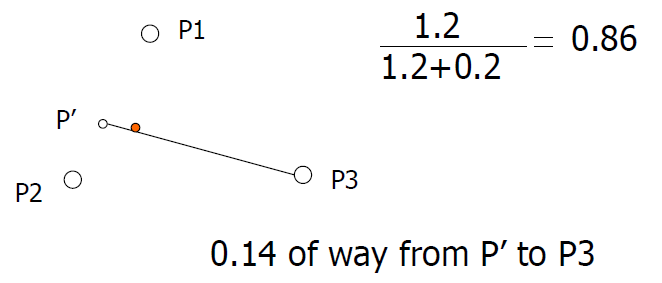 P1
1.2
1.2+0.2
= 0.86
P′
P2
P3
0.14 of way from P′ to P3